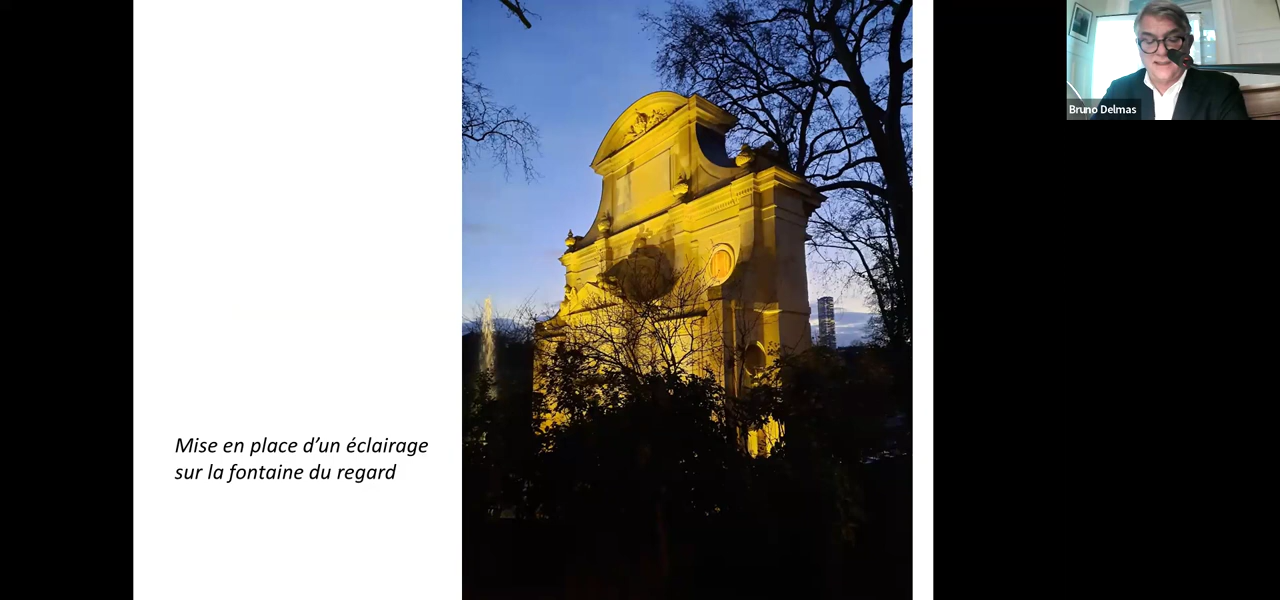 Bruno Delmas
Mise en place d’un éclairage
sur la fontaine du regard